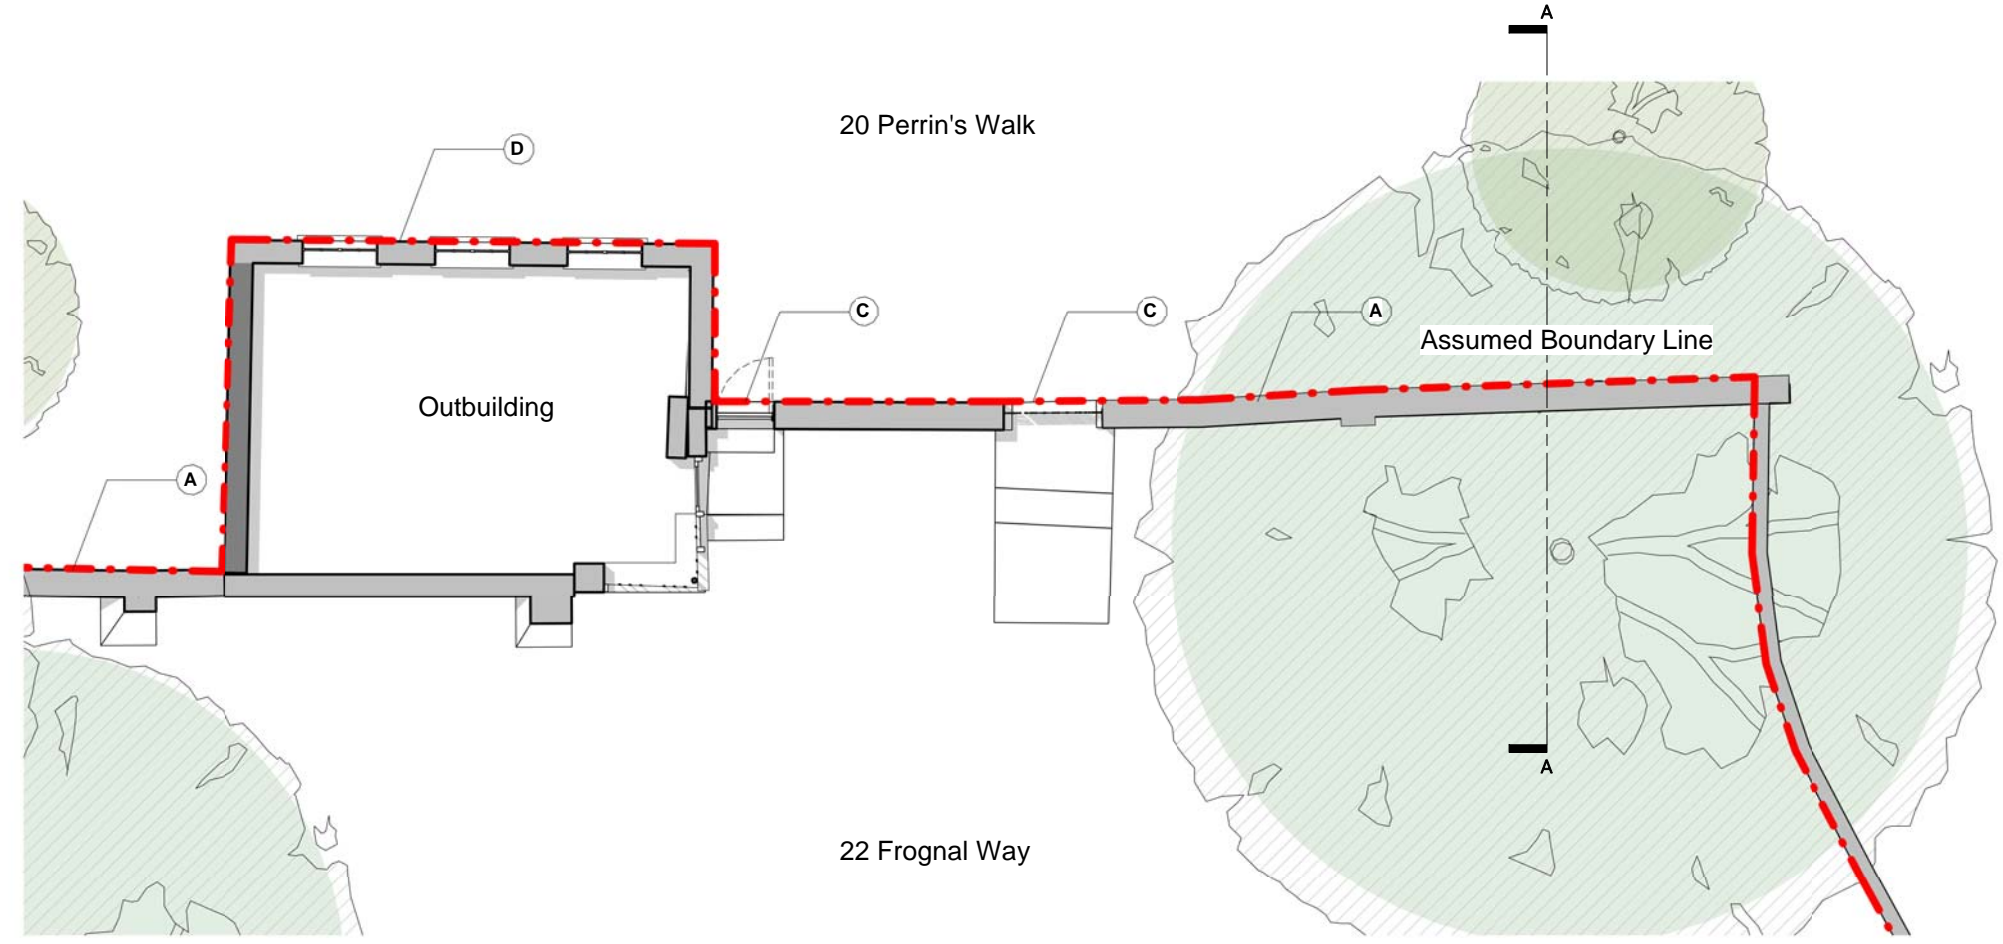 A
20 Perrin's Walk
D
C
C
A
Assumed Boundary Line
Outbuilding
A
A
22 Frognal Way